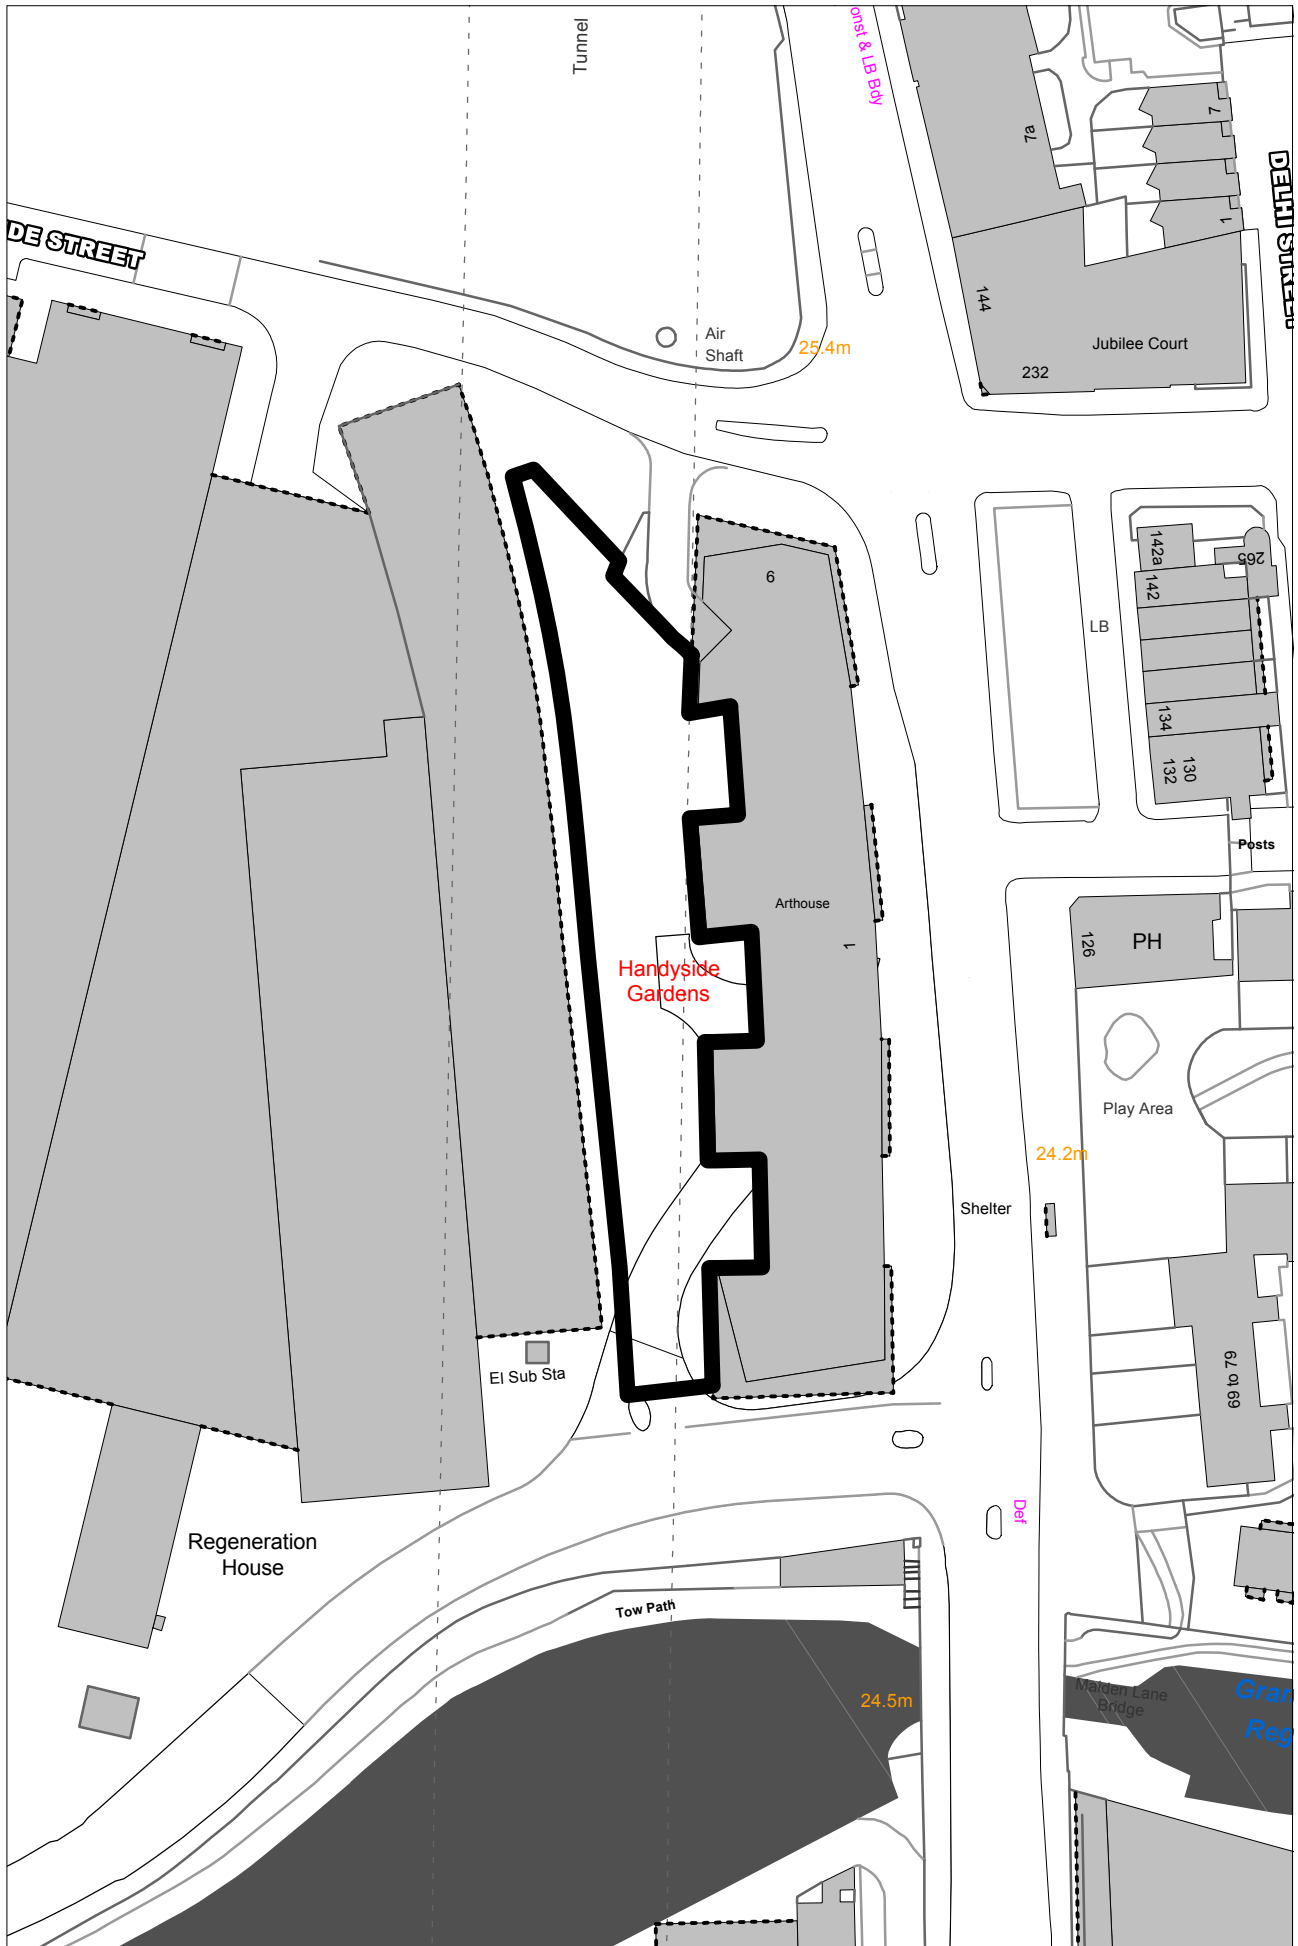 Tunnel
onst & LB Bdy
7a
7
1
DELHI STREET
DE STREET
144
Jubilee Court
232
Air
Shaft
25.4m
6
142a
265
142
LB
134
130
132
Posts
Arthouse
1
126
PH
Handyside
Gardens
Play Area
24.2m
Shelter
69 to 79
El Sub Sta
Def
Regeneration
House
Tow Path
24.5m
Malden Lane
Bridge
Gran
Reg